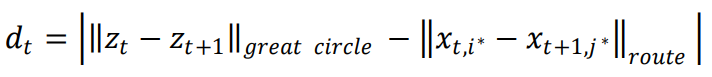 d_t = | ‖z_t − z_{t+1}‖_{great circle} − ‖x_{t,i*} − x_{t+1,j*}‖_{route} |